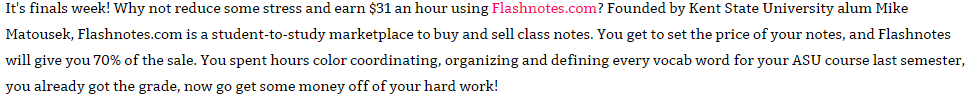 It's finals week! Why not reduce some stress and earn $31 an hour using Flashnotes.com? Founded by Kent State University alum Mike
Matousek, Flashnotes.com is a student-to-study marketplace to buy and sell class notes. You get to set the price of your notes, and Flashnotes
will give you 70% of the sale. You spent hours color coordinating, organizing and defining every vocab word for your ASU course last semester,
you already got the grade, now go get some money off of your hard work!